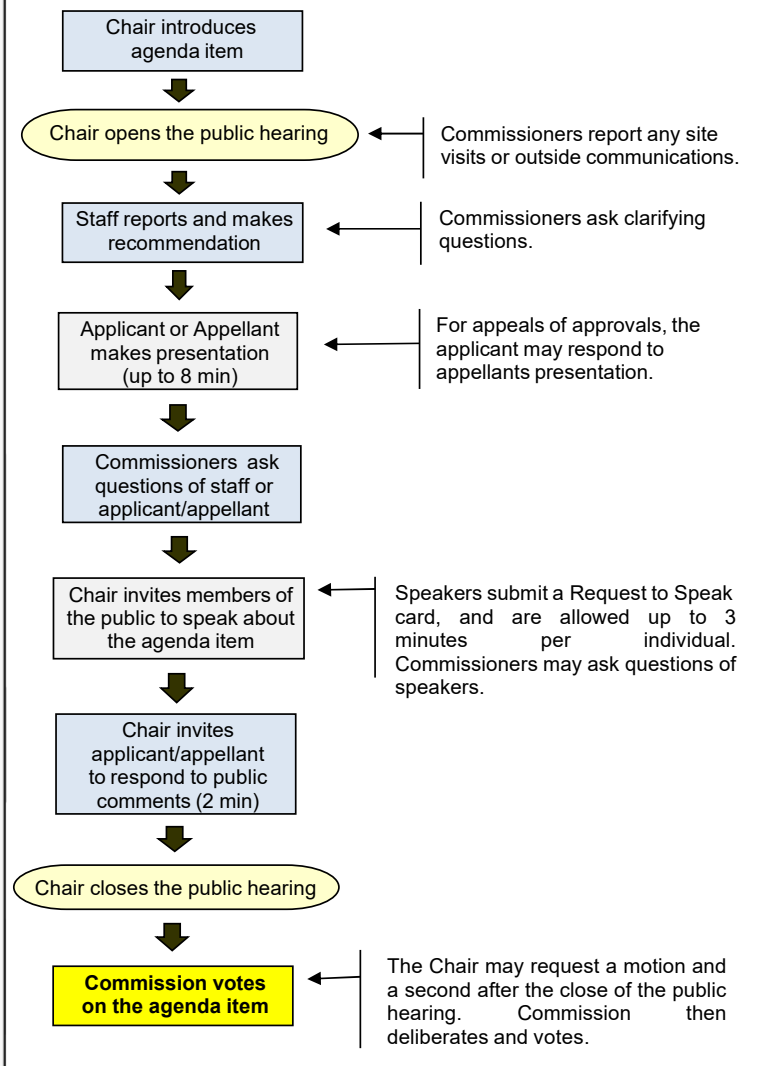 Chair introduces
agenda item
Chair opens the public hearing
Commissioners report any site
visits or outside communications.
Staff reports and makes
recommendation
Commissioners ask clarifying
questions.
Applicant or Appellant
makes presentation
(up to 8 min)
For appeals of approvals, the
applicant may respond to
appellants presentation.
Commissioners ask
questions of staff or
applicant/appellant
Chair invites members of
the public to speak about
the agenda item
Speakers submit a Request to Speak
card, and are allowed up to 3
minutes per individual.
Commissioners may ask questions of
speakers.
Chair invites
applicant/appellant
to respond to public
comments (2 min)
Chair closes the public hearing
Commission votes
on the agenda item
The Chair may request a motion and
a second after the close of the public
hearing. Commission then
deliberates and votes.